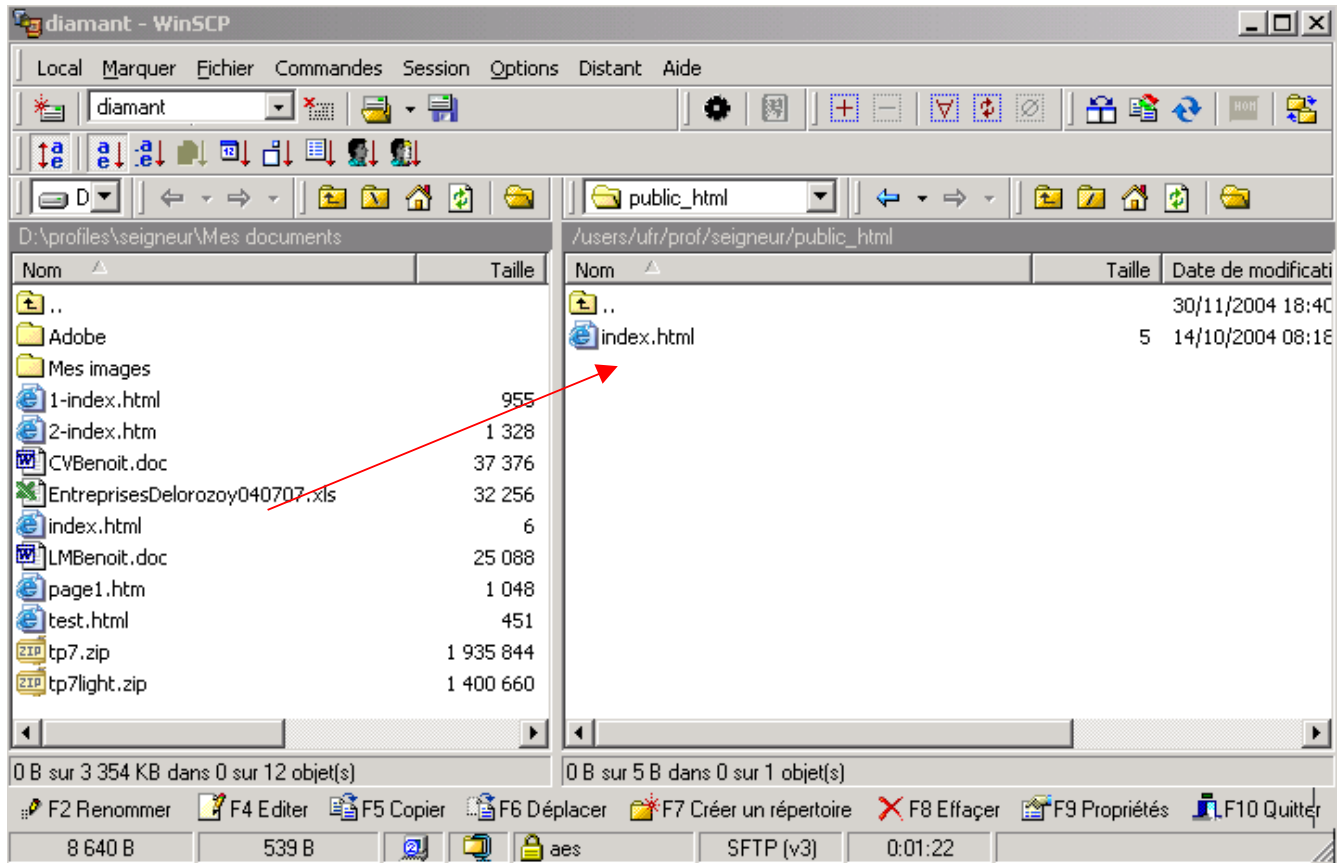 diamant - WinSCP
Local Marquer Fichier Commandes Session Options Distant Aide
diamant
D public_html
D:\profiles\seigneur\Mes documents
/users/ufr/prof/seigneur/public_html
Nom Taille
Nom Taille Date de modificati
..
Adobe
Mes images
1-index.html 955
2-index.htm 1 328
CVBenoit.doc 37 376
EntreprisesDelorozoy040707.xls 32 256
index.html 6
LMBenoit.doc 25 088
page1.htm 1 048
test.html 451
tp7.zip 1 935 844
tp7light.zip 1 400 660
.. 30/11/2004 18:40
index.html 5 14/10/2004 08:18
0 B sur 3 354 KB dans 0 sur 12 objet(s)
0 B sur 5 B dans 0 sur 1 objet(s)
F2 Renommer F4 Editer F5 Copier F6 Déplacer F7 Créer un répertoire F8 Effaçer F9 Propriétés F10 Quitter
8 640 B 539 B aes SFTP (v3) 0:01:22